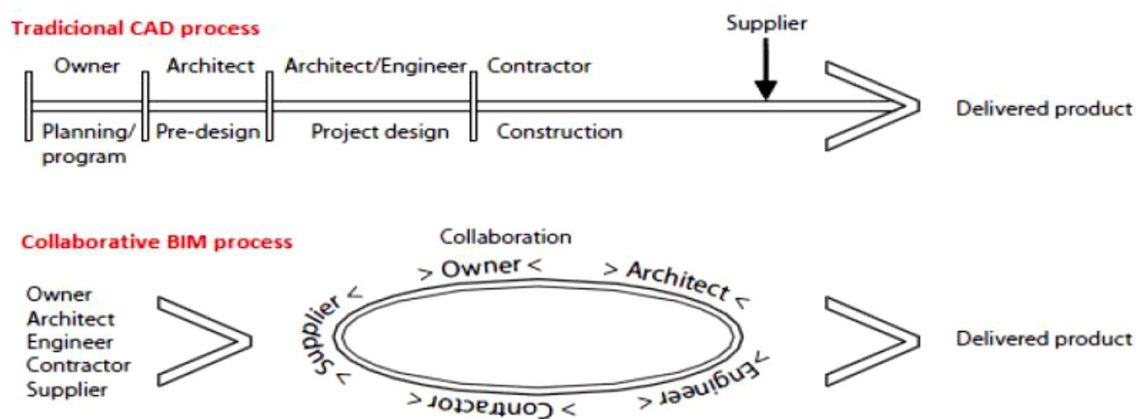 Tradicional CAD process
Supplier
Owner
Architect
Architect/Engineer
Contractor
Planning/
program
Pre-design
Project design
Construction
Delivered product
Collaborative BIM process
Collaboration
Owner
Architect
Engineer
Contractor
Supplier
> Owner <
> Architect <
>Engineer<
> Contractor <
> Supplier <
Delivered product